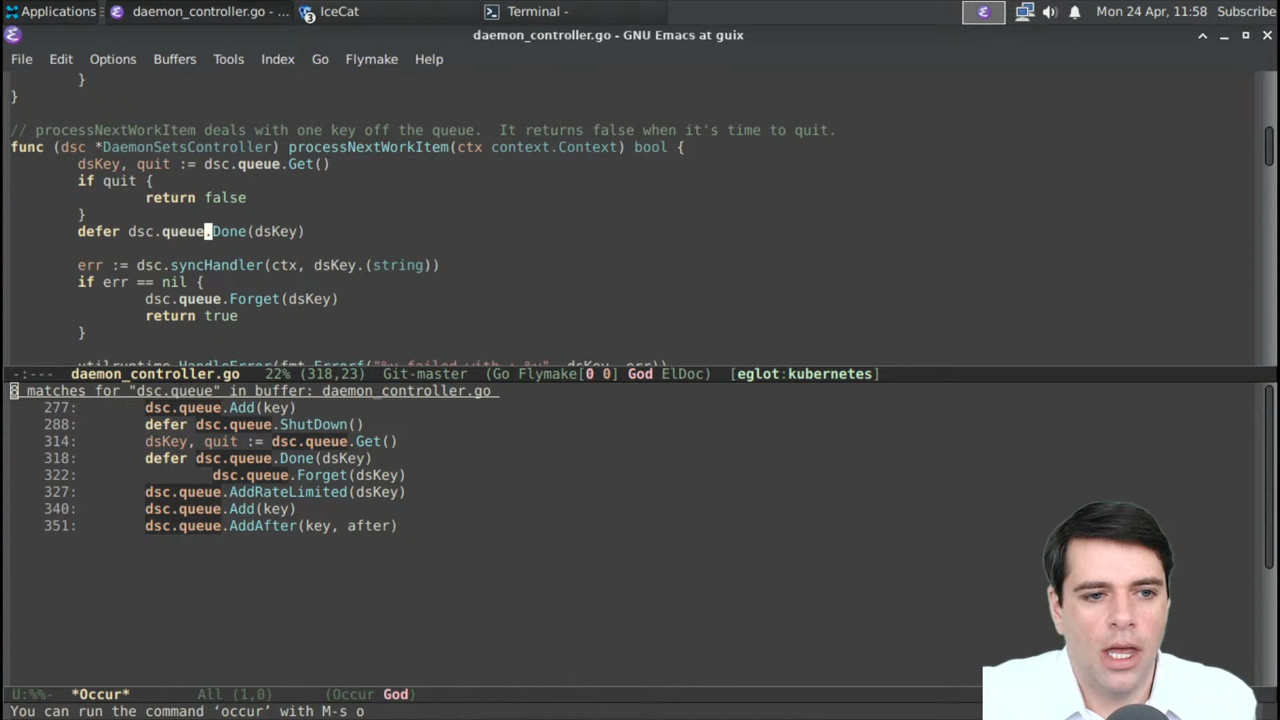 Applications
daemon_controller.go - ...
3
IceCat
Terminal -
Mon 24 Apr, 11:58
Subscribe
daemon_controller.go - GNU Emacs at guix
File Edit Options Buffers Tools Index Go Flymake Help
}
}
// processNextWorkItem deals with one key off the queue.  It returns false when it's time to quit.
func (dsc *DaemonSetsController) processNextWorkItem(ctx context.Context) bool {
dsKey, quit := dsc.queue.Get()
if quit {
return false
}
defer dsc.queue.Done(dsKey)
err := dsc.syncHandler(ctx, dsKey.(string))
if err == nil {
dsc.queue.Forget(dsKey)
return true
}
utilruntime.HandleError(fmt.Errorf("%v failed with : %v", dsKey, err))
-:---  daemon_controller.go   22% (318,23)   Git-master  (Go Flymake[0 0] God ElDoc)  [eglot:kubernetes]
8 matches for "dsc.queue" in buffer: daemon_controller.go
277: dsc.queue.Add(key)
288: defer dsc.queue.ShutDown()
314: dsKey, quit := dsc.queue.Get()
318: defer dsc.queue.Done(dsKey)
322: dsc.queue.Forget(dsKey)
327: dsc.queue.AddRateLimited(dsKey)
340: dsc.queue.Add(key)
351: dsc.queue.AddAfter(key, after)
U:%%-  *Occur*        All (1,0)      (Occur God)
You can run the command ‘occur’ with M-s o